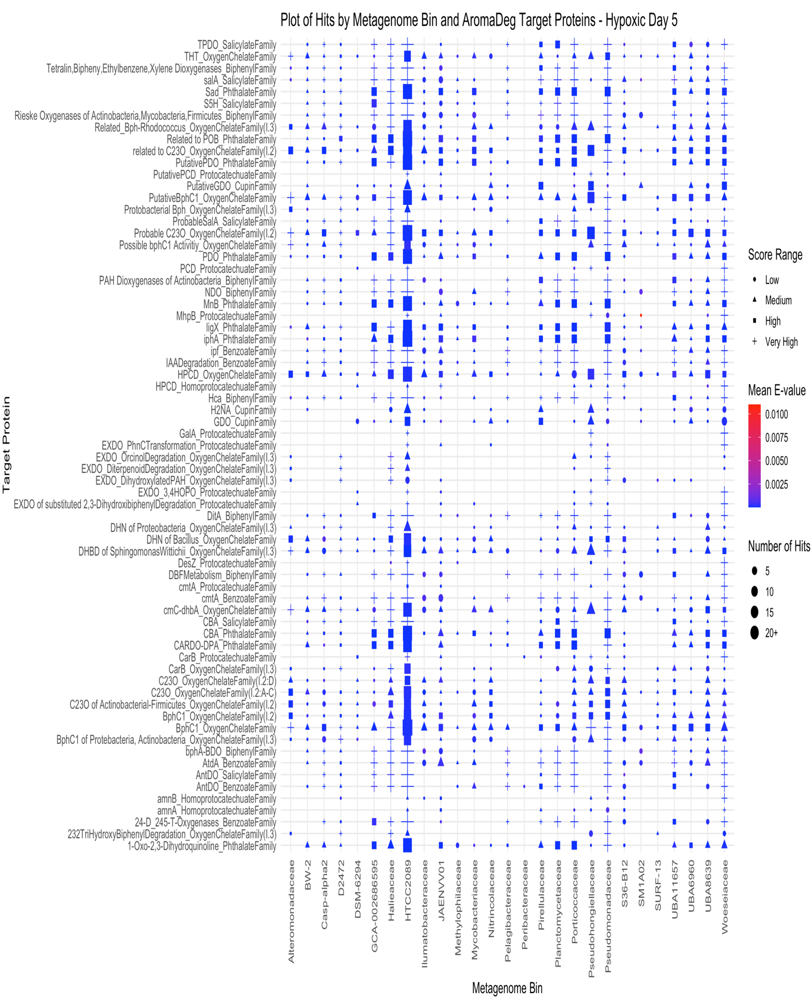 Plot of Hits by Metagenome Bin and AromaDeg Target Proteins - Hypoxic Day 5
Target Protein
TPDO_SalicylateFamily
THT_OxygenChelateFamily
Tetralin,Bipheny,Ethylbenzene,Xylene Dioxygenases_BiphenylFamily
salA_SalicylateFamily
Sad_PhthalateFamily
S5H_SalicylateFamily
Rieske Oxygenases of Actinobacteria,Mycobacteria,Firmicutes_BiphenylFamily
Related_Bph-Rhodococcus_OxygenChelateFamily(I.3)
Related to POB_PhthalateFamily
related to C23O_OxygenChelateFamily(I.2)
PutativePDO_PhthalateFamily
PutativePCD_ProtocatechuateFamily
PutativeGDO_CupinFamily
PutativeBphC1_OxygenChelateFamily
Protobacterial Bph_OxygenChelateFamily(I.3)
ProbableSalA_SalicylateFamily
Probable C23O_OxygenChelateFamily(I.2)
Possible bphC1 Activitiy_OxygenChelateFamily
PDO_PhthalateFamily
PCD_ProtocatechuateFamily
PAH Dioxygenases of Actinobacteria_BiphenylFamily
NDO_BiphenylFamily
MnB_PhthalateFamily
MhpB_ProtocatechuateFamily
ligX_PhthalateFamily
iphA_PhthalateFamily
ipf_BenzoateFamily
IAADegradation_BenzoateFamily
HPCD_OxygenChelateFamily
HPCD_HomoprotocatechuateFamily
Hca_BiphenylFamily
H2NA_CupinFamily
GDO_CupinFamily
GalA_ProtocatechuateFamily
EXDO_PhnCTransformation_ProtocatechuateFamily
EXDO_OrcinolDegradation_OxygenChelateFamily(I.3)
EXDO_DiterpenoidDegradation_OxygenChelateFamily(I.3)
EXDO_DihydroxylatedPAH_OxygenChelateFamily(I.3)
EXDO_3,4HOPO_ProtocatechuateFamily
EXDO of substituted 2,3-DihydroxibiphenylDegradation_ProtocatechuateFamily
DitA_BiphenylFamily
DHN of Proteobacteria_OxygenChelateFamily(I.3)
DHN of Bacillus_OxygenChelateFamily
DHBD of SphingomonasWittichii_OxygenChelateFamily(I.3)
DesZ_ProtocatechuateFamily
DBFMetabolism_BiphenylFamily
cmtA_ProtocatechuateFamily
cmtA_BenzoateFamily
cmC-dhbA_OxygenChelateFamily
CBA_SalicylateFamily
CBA_PhthalateFamily
CARDO-DPA_PhthalateFamily
CarB_ProtocatechuateFamily
CarB_OxygenChelateFamily(I.3)
C23O_OxygenChelateFamily(I.2:D)
C23O_OxygenChelateFamily(I.2:A-C)
C23O of Actinobacterial-Firmicutes_OxygenChelateFamily(I.2)
BphC1_OxygenChelateFamily(I.2)
BphC1_OxygenChelateFamily
BphC1 of Protebacteria, Actinobacteria_OxygenChelateFamily(I.3)
bphA-BDO_BiphenylFamily
AtdA_BenzoateFamily
AntDO_SalicylateFamily
AntDO_BenzoateFamily
amnB_HomoprotocatechuateFamily
amnA_HomoprotocatechuateFamily
24-D_245-T-Oxygenases_BenzoateFamily
232TriHydroxyBiphenylDegradation_OxygenChelateFamily(I.3)
1-Oxo-2,3-Dihydroquinoline_PhthalateFamily
Alteromonadaceae
BW-2
Casp-alpha2
D2472
DSM-6294
GCA-002686595
Halieaceae
HTCC2089
Ilumatobacteraceae
JAENVV01
Methylophilaceae
Mycobacteriaceae
Nitrincolaceae
Pelagibacteraceae
Peribacteraceae
Pirellulaceae
Planctomycetaceae
Porticoccaceae
Pseudohongiellaceae
Pseudomonadaceae
S36-B12
SM1A02
SURF-13
UBA11657
UBA6960
UBA8639
Woeseiaceae
Metagenome Bin
Score Range
Low
Medium
High
Very High
Mean E-value
0.0100
0.0075
0.0050
0.0025
Number of Hits
5
10
15
20+